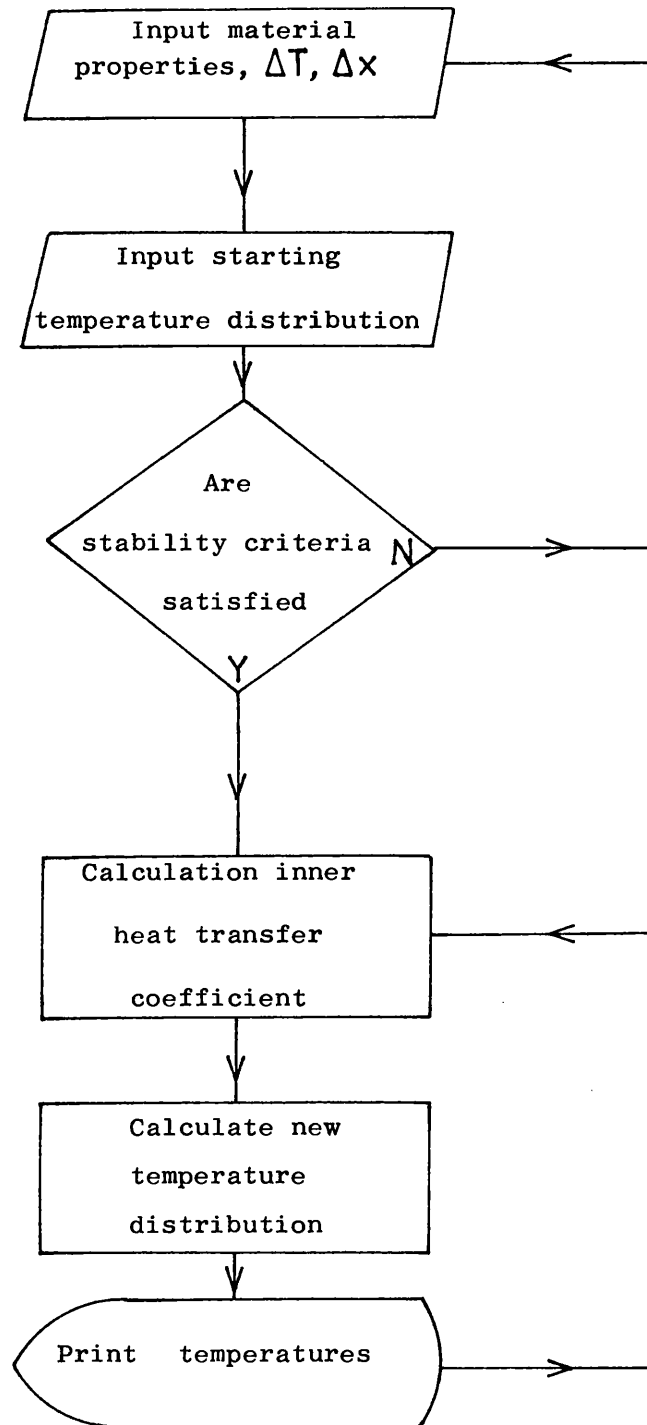 Input material
properties, ΔT, Δx
Input starting
temperature distribution
Are
stability criteria
N
satisfied
Y
Calculation inner
heat transfer
coefficient
Calculate new
temperature
distribution
Print temperatures